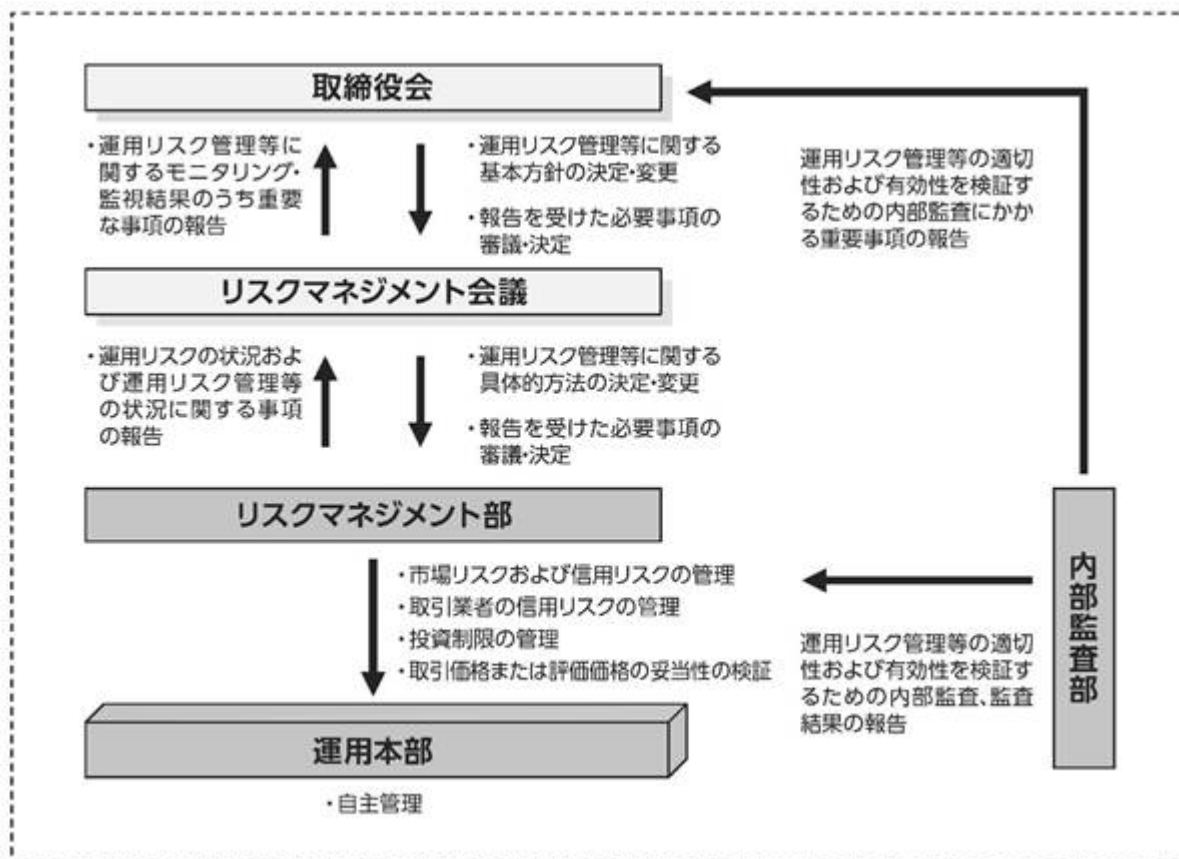 取締役会
・運用リスク管理等に
関するモニタリング・
監視結果のうち重要
な事項の報告
・運用リスク管理等に関する
基本方針の決定・変更
・報告を受けた必要事項の
審議・決定
運用リスク管理等の適切
性および有効性を検証す
るための内部監査にかか
る重要事項の報告
リスクマネジメント会議
・運用リスクの状況およ
び運用リスク管理等
の状況に関する事項
の報告
・運用リスク管理等に関する
具体的方法の決定・変更
・報告を受けた必要事項の
審議・決定
リスクマネジメント部
・市場リスクおよび信用リスクの管理
・取引業者の信用リスクの管理
・投資制限の管理
・取引価格または評価価格の妥当性の検証
内部監査部
運用リスク管理等の適切
性および有効性を検証す
るための内部監査、監査
結果の報告
運用本部
・自主管理